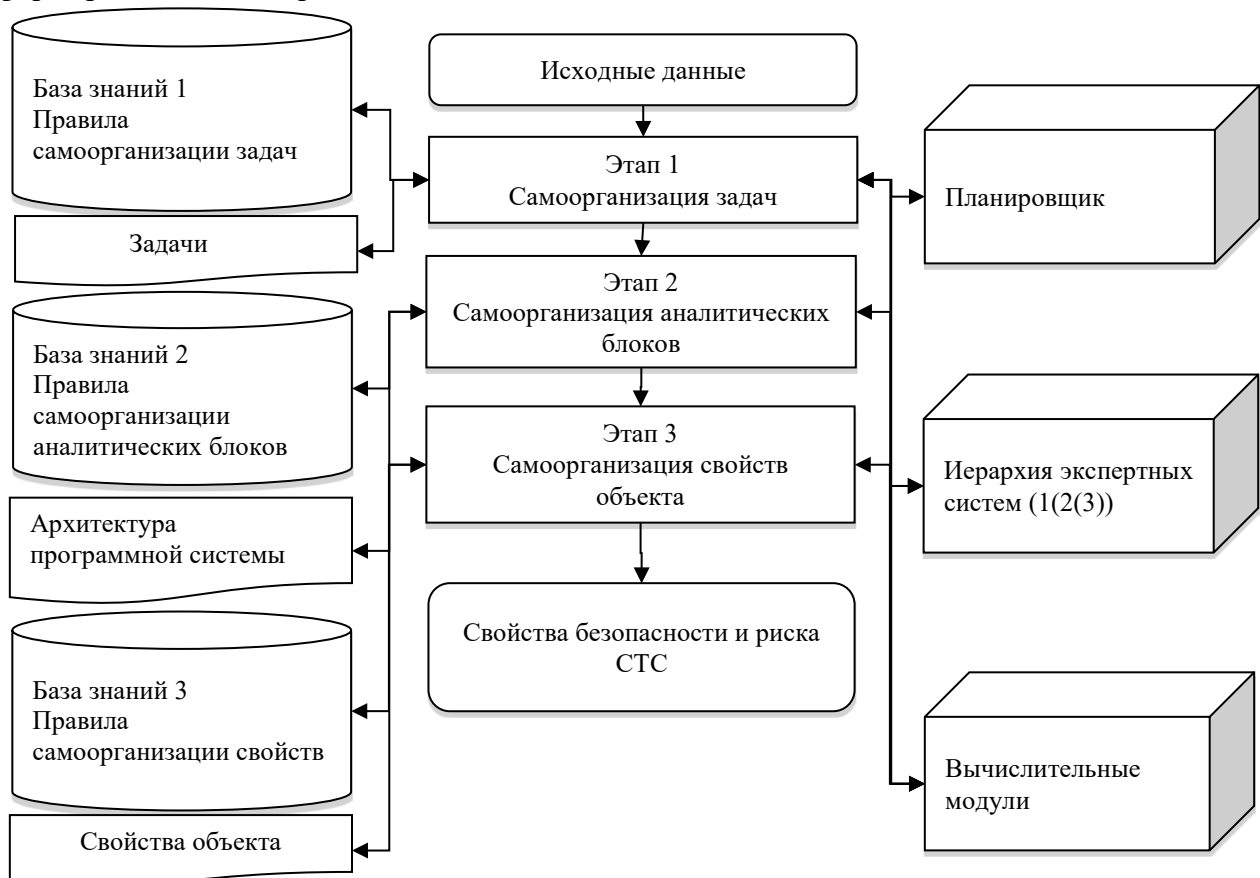 База знаний 1
Правила
самоорганизации задач
Задачи
База знаний 2
Правила
самоорганизации
аналитических блоков
Архитектура
программной системы
База знаний 3
Правила
самоорганизации свойств
Свойства объекта
Исходные данные
Этап 1
Самоорганизация задач
Этап 2
Самоорганизация аналитических
блоков
Этап 3
Самоорганизация свойств
объекта
Свойства безопасности и риска
СТС
Планировщик
Иерархия экспертных
систем (1(2(3))
Вычислительные
модули